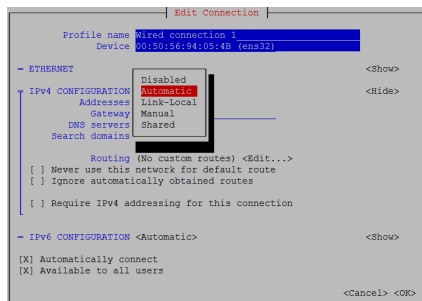 Edit Connection
Profile name Wired connection 1
Device 00:50:56:94:05:4B (ens32)
ETHERNET <Show>
Disabled
IPv4 CONFIGURATION Automatic <Hide>
Addresses Link-Local
Gateway Manual
DNS servers Shared
Search domains
Routing (No custom routes) <Edit...>
[ ] Never use this network for default route
[ ] Ignore automatically obtained routes
[ ] Require IPv4 addressing for this connection
IPv6 CONFIGURATION <Automatic> <Show>
[X] Automatically connect
[X] Available to all users
<Cancel> <OK>